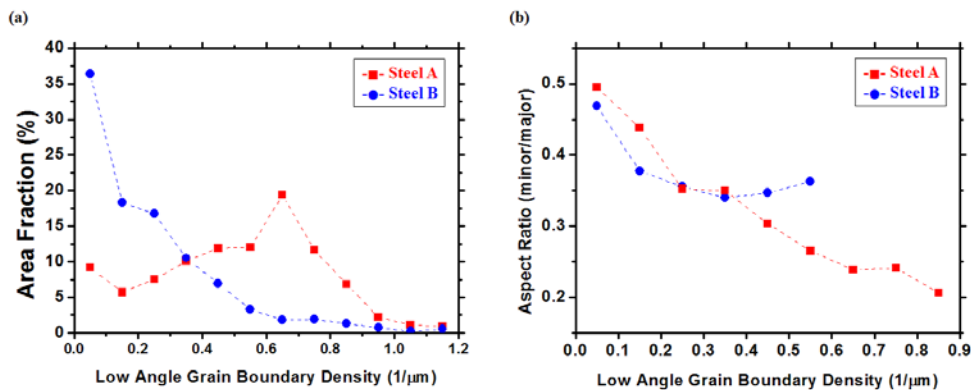 (a)
(b)
Area Fraction (%)
40
35
30
25
20
15
10
5
0
Steel A
Steel B
0.0 0.2 0.4 0.6 0.8 1.0 1.2
Low Angle Grain Boundary Density (1/μm)
Aspect Ratio (minor/major)
0.5
0.4
0.3
0.2
Steel A
Steel B
0.0 0.1 0.2 0.3 0.4 0.5 0.6 0.7 0.8 0.9
Low Angle Grain Boundary Density (1/μm)